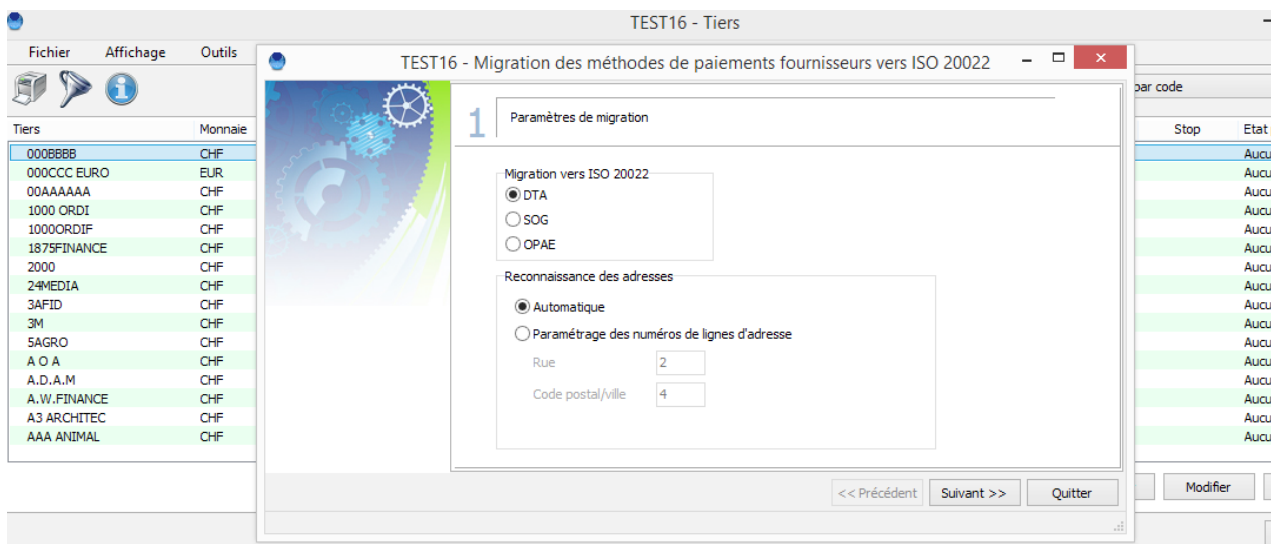 TEST16 - Tiers
Fichier Affichage Outils
TEST16 - Migration des méthodes de paiements fournisseurs vers ISO 20022
par code
Tiers Monnaie Stop Etat
000BBBB CHF Aucu
000CCC EURO EUR Aucu
00AAAAAA CHF Aucu
1000 ORDI CHF Aucu
1000ORDIF CHF Aucu
1875FINANCE CHF Aucu
2000 CHF Aucu
24MEDIA CHF Aucu
3AFID CHF Aucu
3M CHF Aucu
5AGRO CHF Aucu
A O A CHF Aucu
A.D.A.M CHF Aucu
A.W.FINANCE CHF Aucu
A3 ARCHITEC CHF Aucu
AAA ANIMAL CHF Aucu
1 Paramètres de migration
Migration vers ISO 20022
DTA
SOG
OPAE
Reconnaissance des adresses
Automatique
Paramétrage des numéros de lignes d'adresse
Rue 2
Code postal/ville 4
<< Précédent Suivant >> Quitter
Modifier